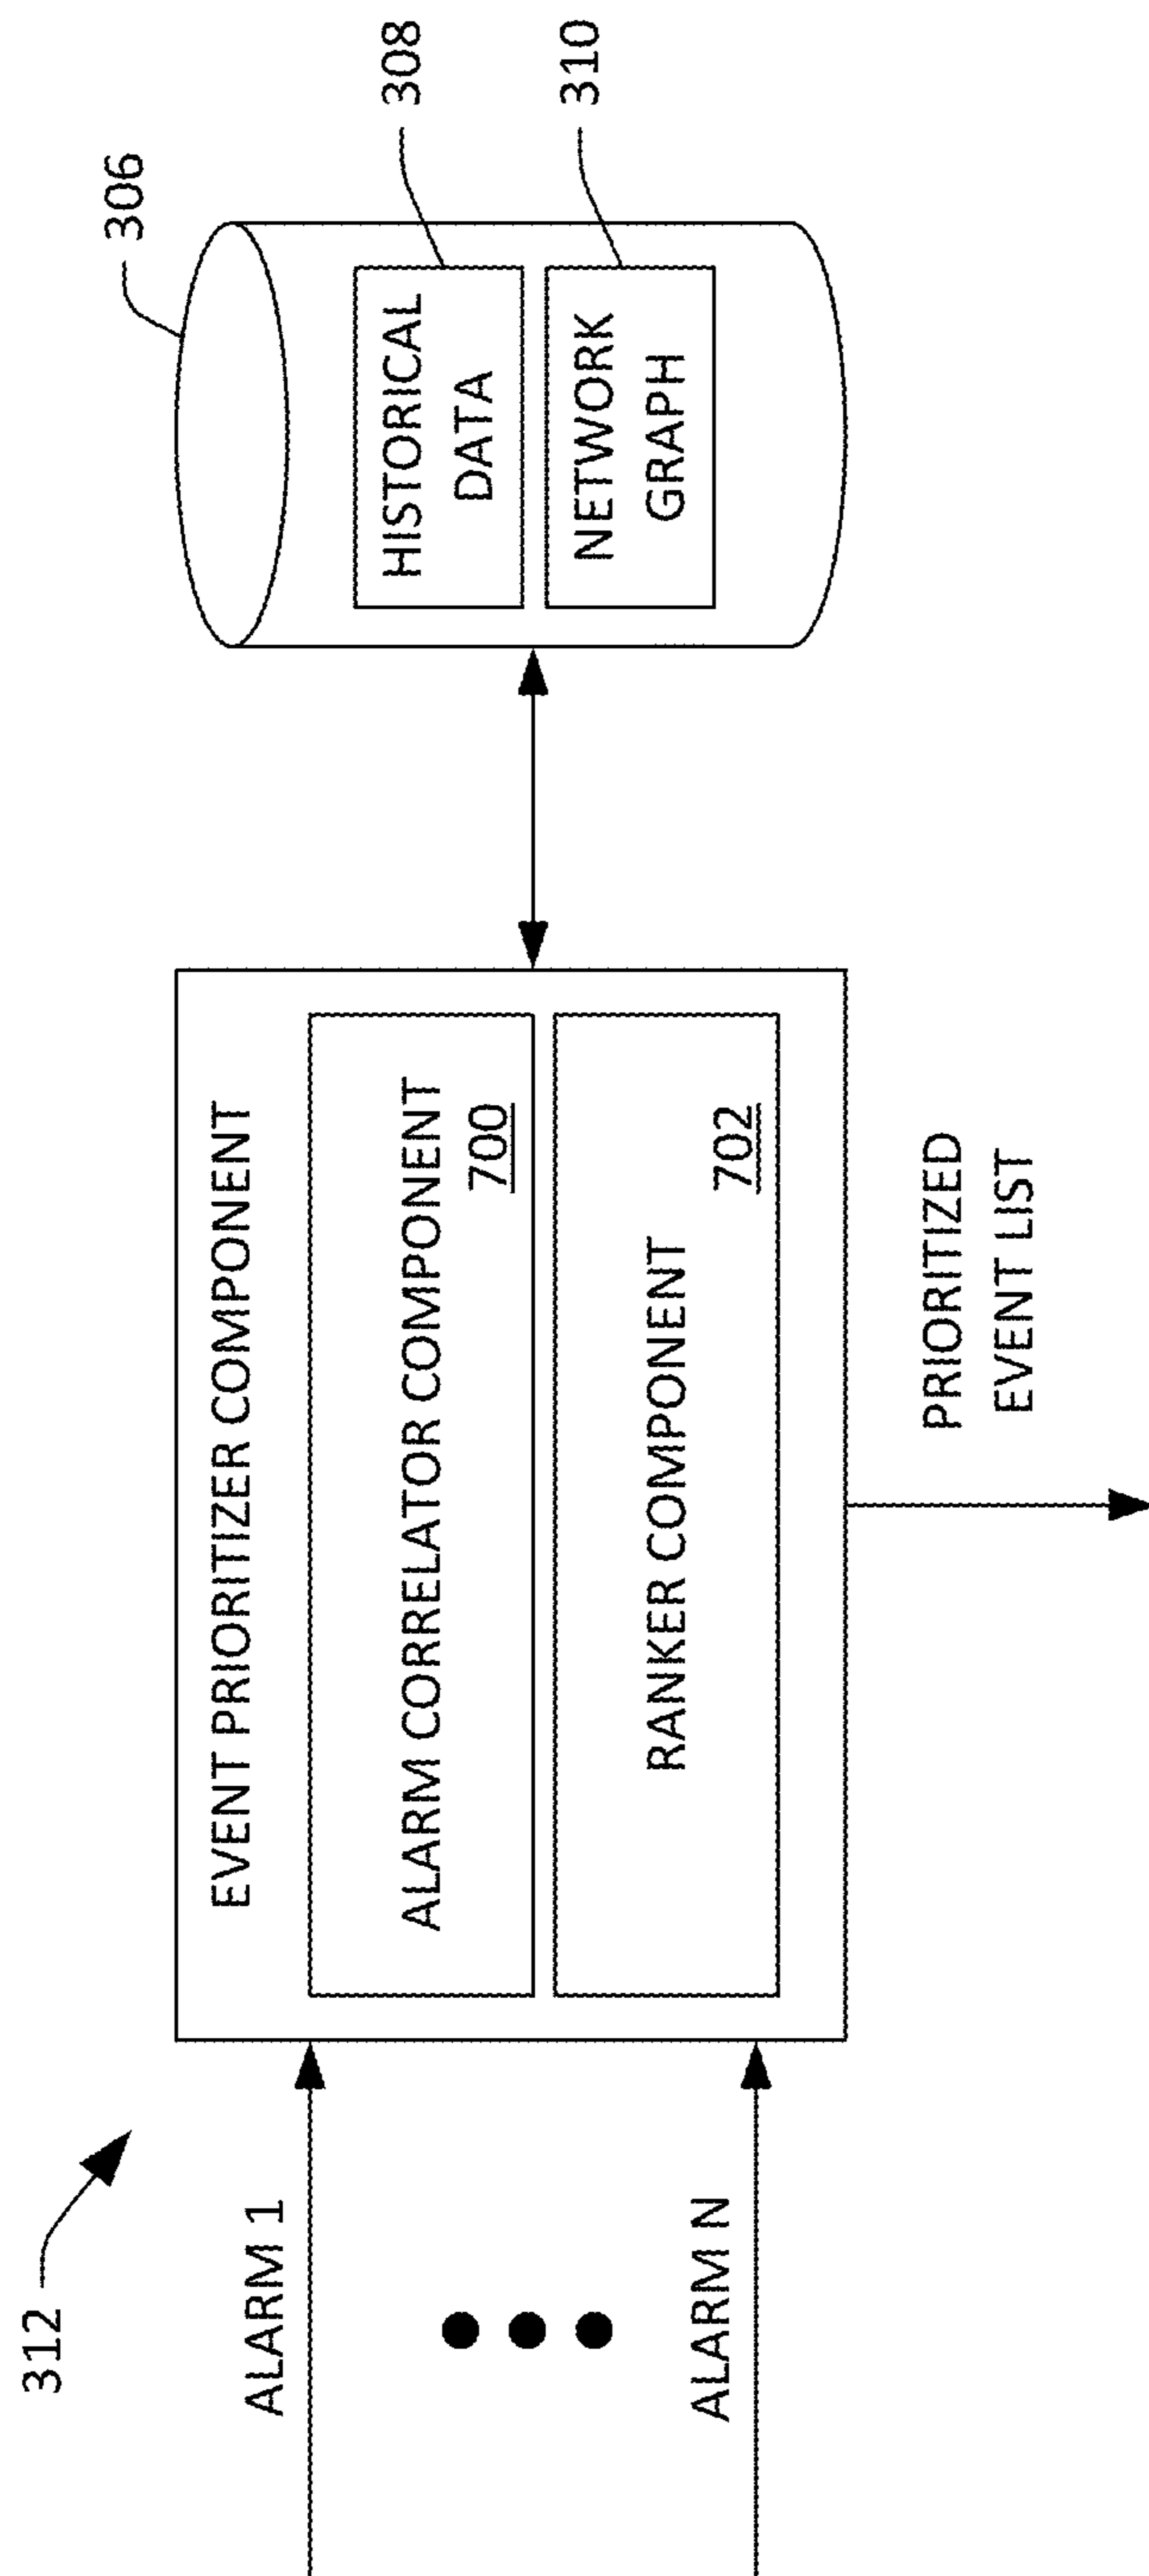 312
EVENT PRIORITIZER COMPONENT
ALARM 1
ALARM CORRELATOR COMPONENT
700
RANKER COMPONENT
702
ALARM N
PRIORITIZED
EVENT LIST
306
HISTORICAL
DATA
308
NETWORK
GRAPH
310